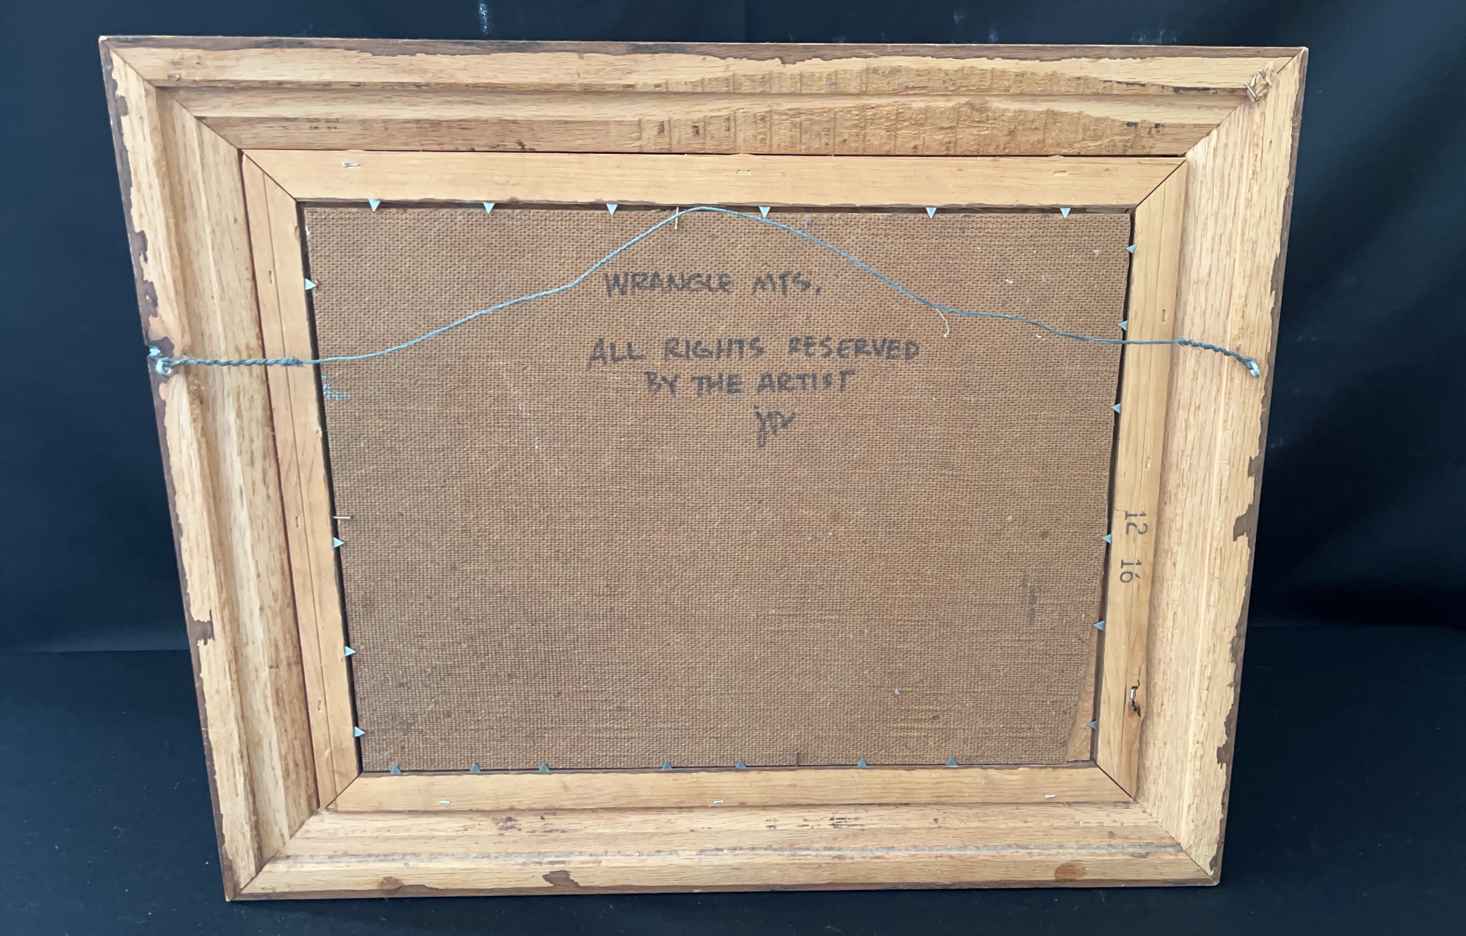 WRANGLE MTS.
ALL RIGHTS RESERVED
BY THE ARTIST
12 16